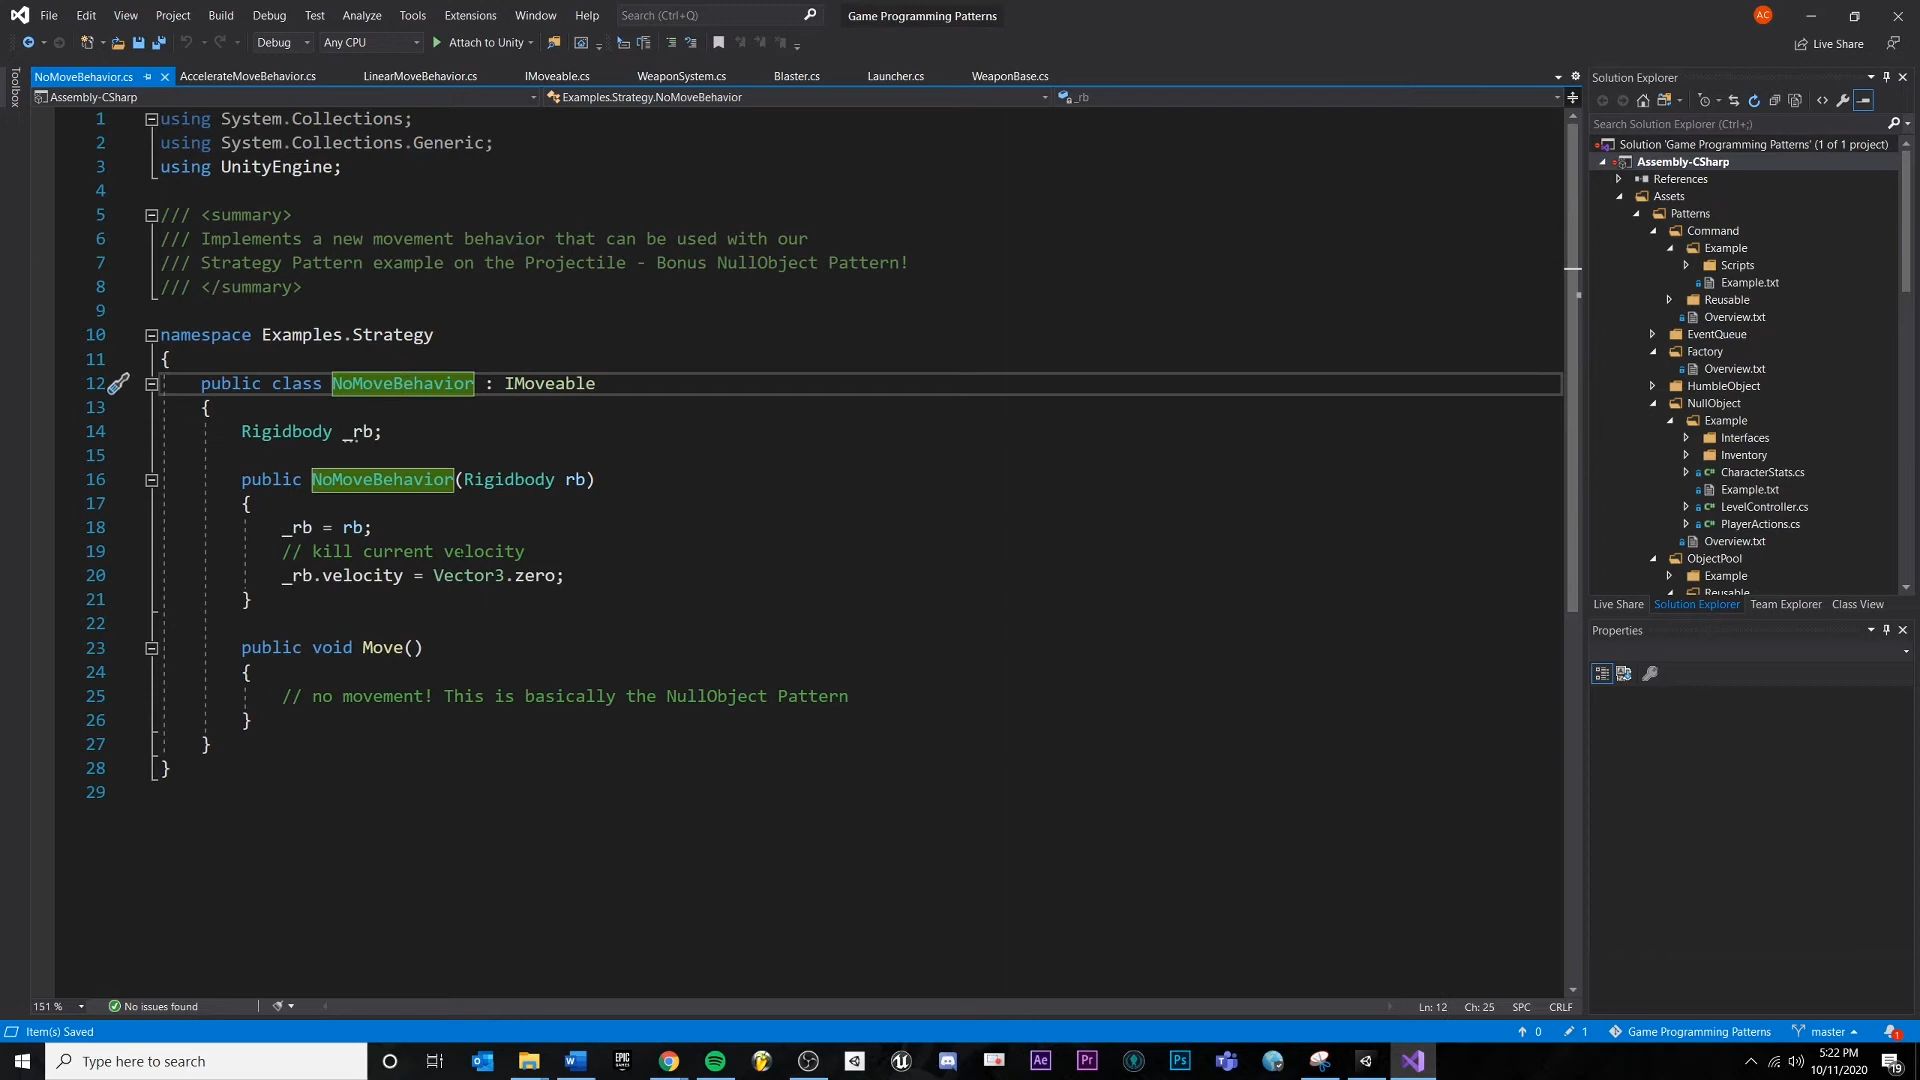 File Edit View Project Build Debug Test Analyze Tools Extensions Window Help Search (Ctrl+Q) Game Programming Patterns AC
Debug Any CPU Attach to Unity Live Share
Toolbox
NoMoveBehavior.cs AccelerateMoveBehavior.cs LinearMoveBehavior.cs IMoveable.cs WeaponSystem.cs Blaster.cs Launcher.cs WeaponBase.cs
Assembly-CSharp Examples.Strategy.NoMoveBehavior _rb
1 using System.Collections;
2 using System.Collections.Generic;
3 using UnityEngine;
4
5 /// <summary>
6 /// Implements a new movement behavior that can be used with our
7 /// Strategy Pattern example on the Projectile - Bonus NullObject Pattern!
8 /// </summary>
9
10 namespace Examples.Strategy
11 {
12 public class NoMoveBehavior : IMoveable
13 {
14 Rigidbody _rb;
15
16 public NoMoveBehavior(Rigidbody rb)
17 {
18 _rb = rb;
19 // kill current velocity
20 _rb.velocity = Vector3.zero;
21 }
22
23 public void Move()
24 {
25 // no movement! This is basically the NullObject Pattern
26 }
27 }
28 }
29
151 % No issues found Ln: 12 Ch: 25 SPC CRLF
Solution Explorer
Search Solution Explorer (Ctrl+;)
Solution 'Game Programming Patterns' (1 of 1 project)
Assembly-CSharp
References
Assets
Patterns
Command
Example
Scripts
Example.txt
Reusable
Overview.txt
EventQueue
Factory
Overview.txt
HumbleObject
NullObject
Example
Interfaces
Inventory
CharacterStats.cs
Example.txt
LevelController.cs
PlayerActions.cs
Overview.txt
ObjectPool
Example
Reusable
Live Share Solution Explorer Team Explorer Class View
Properties
Item(s) Saved 0 1 Game Programming Patterns master 1
Type here to search EPIC GAMES Ae Pr Ps 5:22 PM
10/11/2020 19